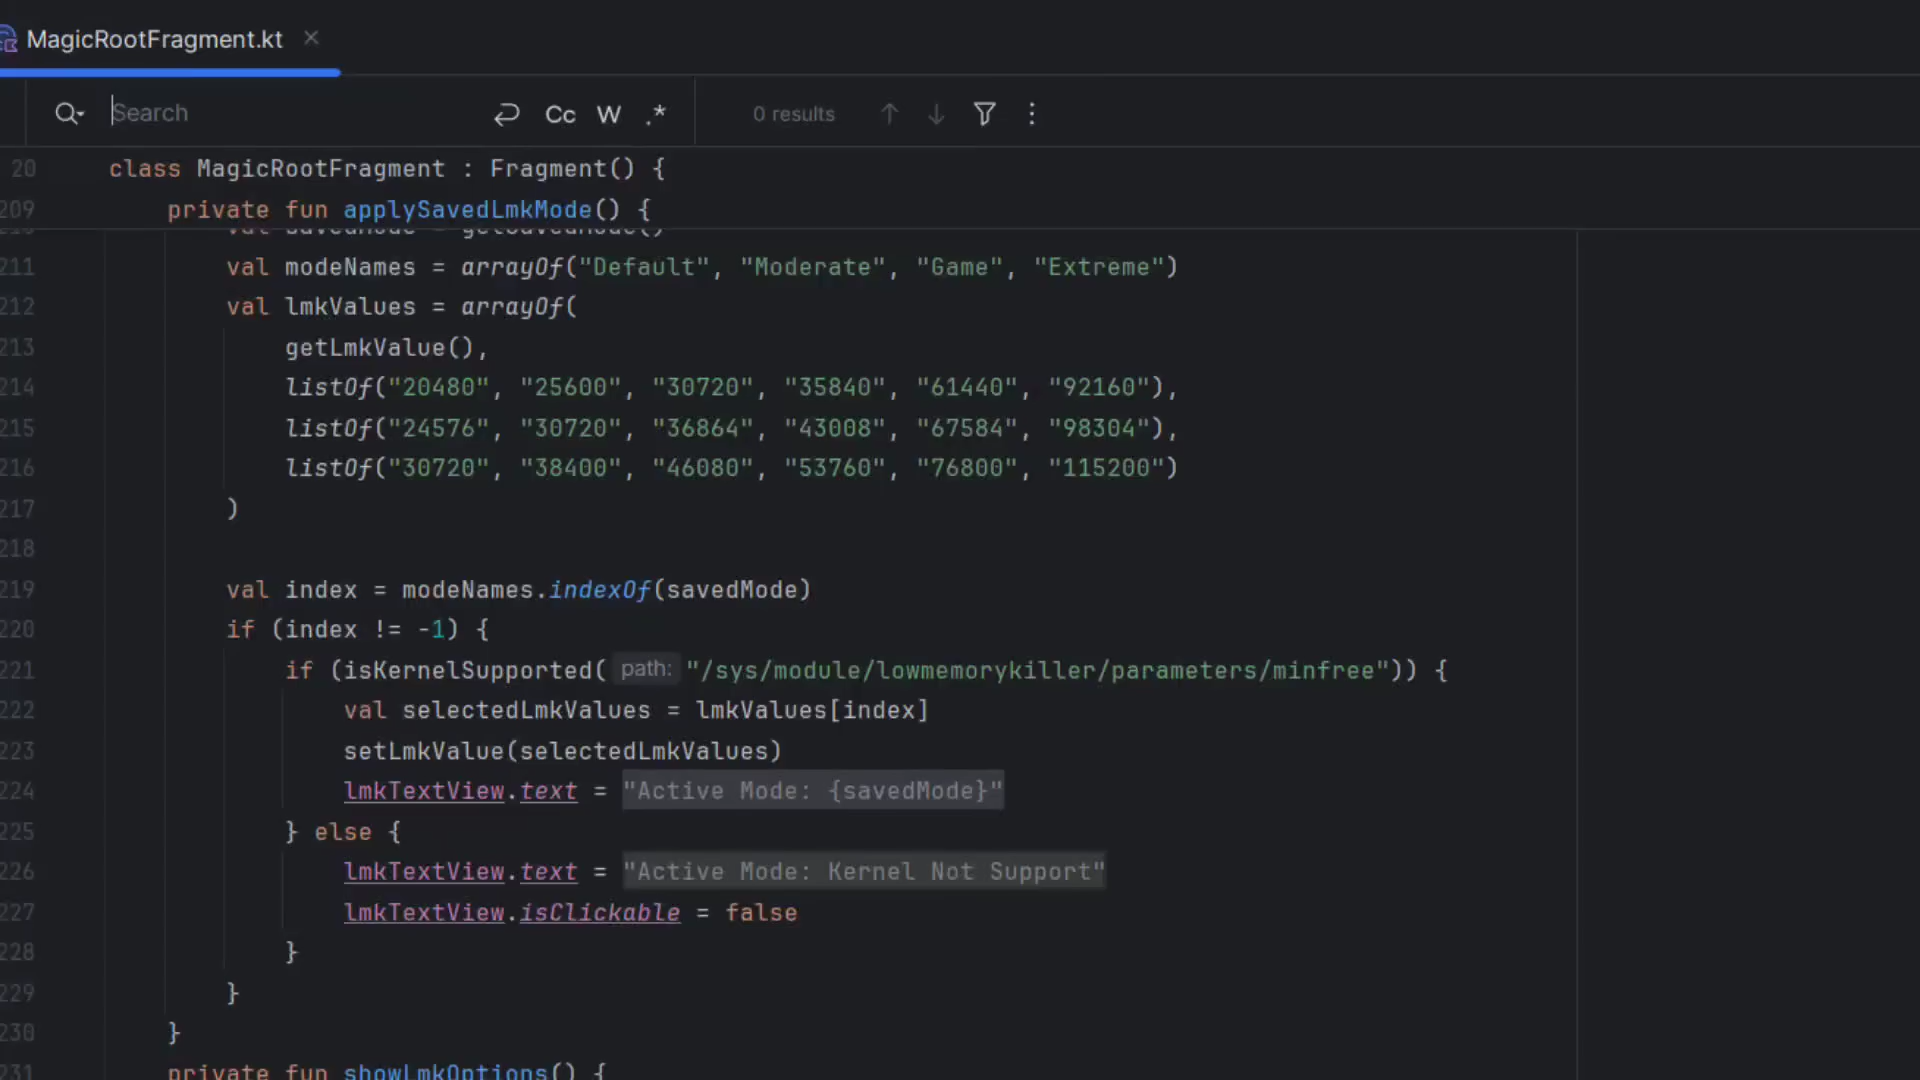 MagicRootFragment.kt
Search Cc W .* 0 results
20 class MagicRootFragment : Fragment() {
209 private fun applySavedLmkMode() {
210 val savedMode = getSavedMode()
211 val modeNames = arrayOf("Default", "Moderate", "Game", "Extreme")
212 val lmkValues = arrayOf(
213 getLmkValue(),
214 listOf("20480", "25600", "30720", "35840", "61440", "92160"),
215 listOf("24576", "30720", "36864", "43008", "67584", "98304"),
216 listOf("30720", "38400", "46080", "53760", "76800", "115200")
217 )
218
219 val index = modeNames.indexOf(savedMode)
220 if (index != -1) {
221 if (isKernelSupported( path: "/sys/module/lowmemorykiller/parameters/minfree")) {
222 val selectedLmkValues = lmkValues[index]
223 setLmkValue(selectedLmkValues)
224 lmkTextView.text = "Active Mode: {savedMode}"
225 } else {
226 lmkTextView.text = "Active Mode: Kernel Not Support"
227 lmkTextView.isClickable = false
228 }
229 }
230 }
231 private fun showLmkOptions() {